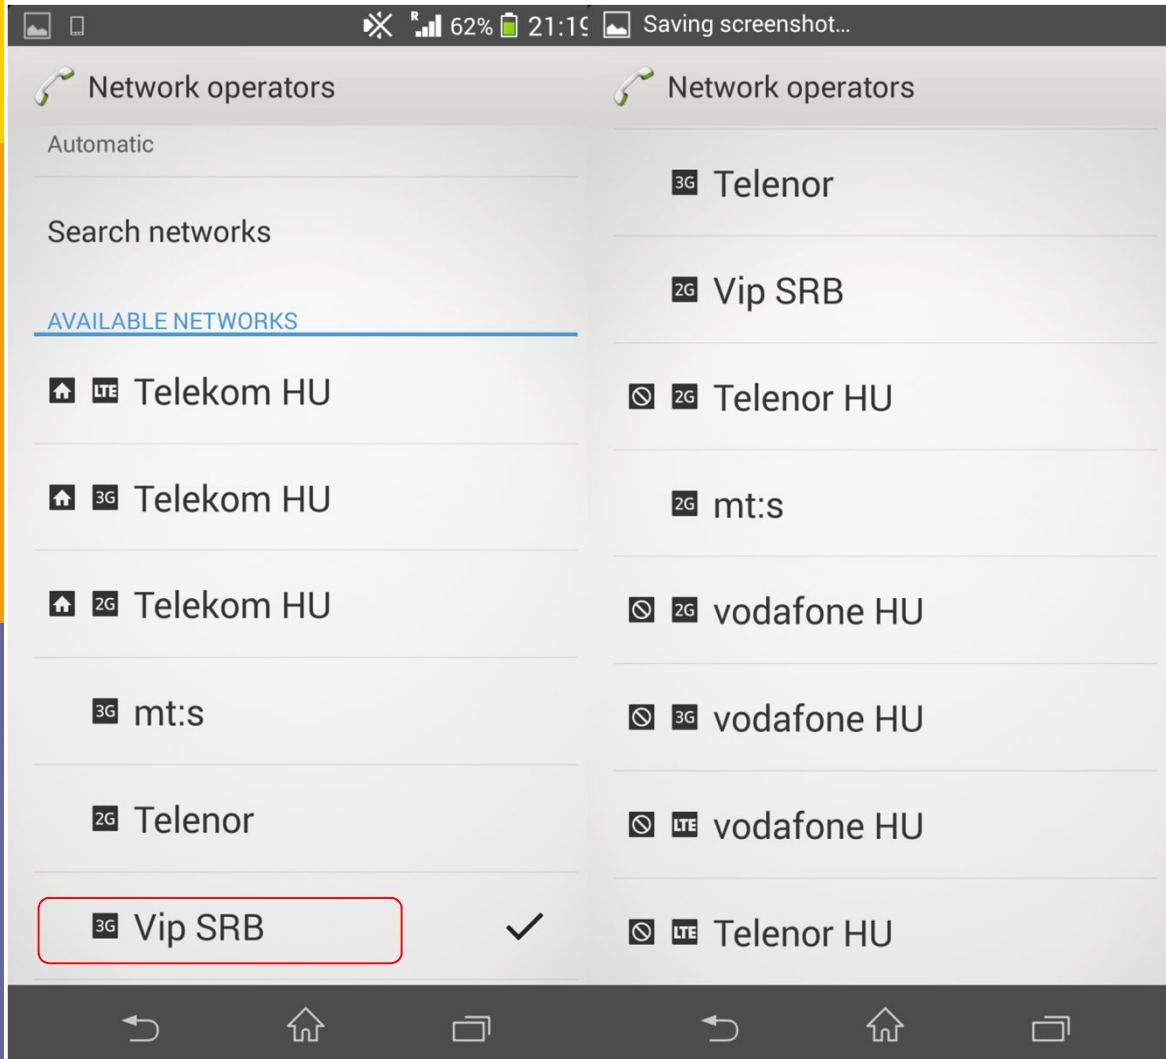 R 62% 21:19
Network operators
Automatic
Search networks
AVAILABLE NETWORKS
LTE Telekom HU
3G Telekom HU
2G Telekom HU
3G mt:s
2G Telenor
3G Vip SRB
Saving screenshot...
Network operators
3G Telenor
2G Vip SRB
2G Telenor HU
2G mt:s
2G vodafone HU
3G vodafone HU
LTE vodafone HU
LTE Telenor HU